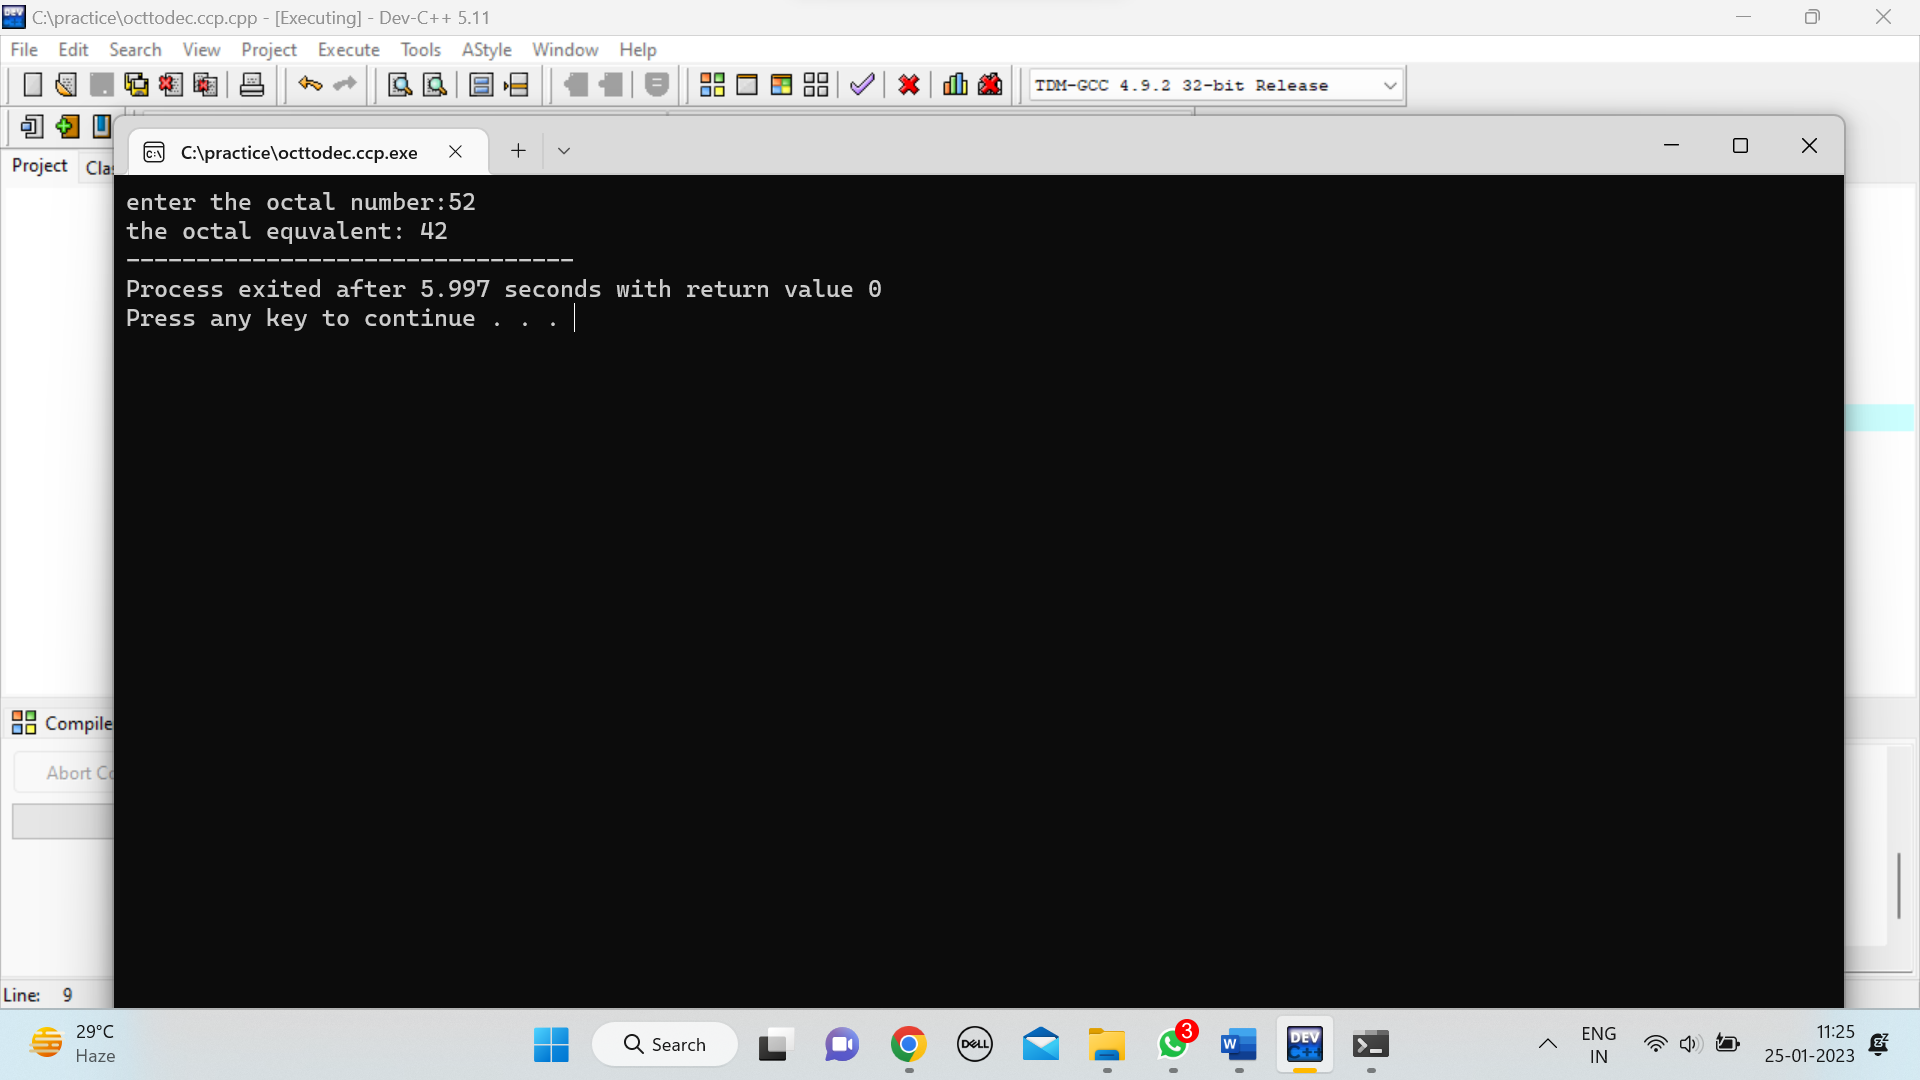 C:\practice\octtodec.ccp.cpp - [Executing] - Dev-C++ 5.11
File Edit Search View Project Execute Tools AStyle Window Help
TDM-GCC 4.9.2 32-bit Release
Project Clas
C:\practice\octtodec.ccp.exe
enter the octal number:52
the octal equvalent: 42
--------------------------------
Process exited after 5.997 seconds with return value 0
Press any key to continue . . .
Compile
Abort Co
Line: 9
29°C
Haze
Search
DELL
3
W
DEV
C++
ENG
IN
11:25
25-01-2023